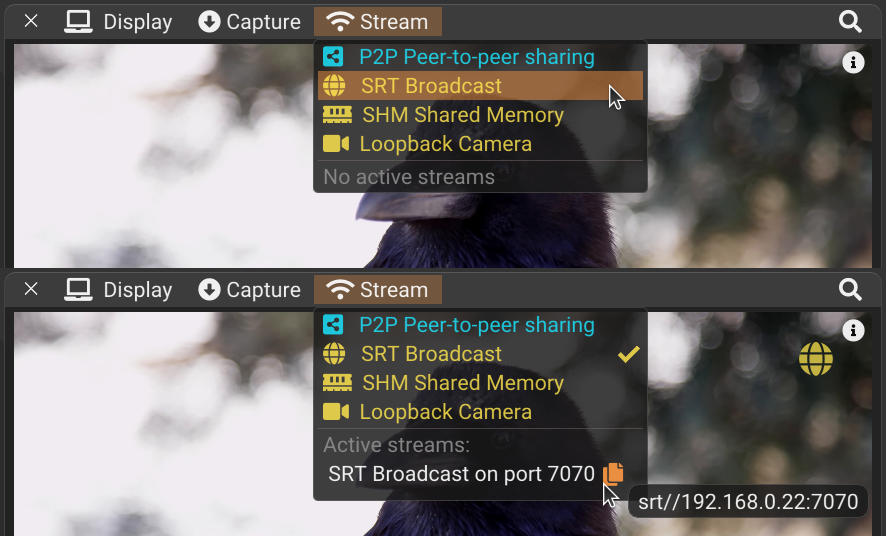 Display Capture Stream
P2P Peer-to-peer sharing
SRT Broadcast
SHM Shared Memory
Loopback Camera
No active streams
Display Capture Stream
P2P Peer-to-peer sharing
SRT Broadcast
SHM Shared Memory
Loopback Camera
Active streams:
SRT Broadcast on port 7070
srt//192.168.0.22:7070